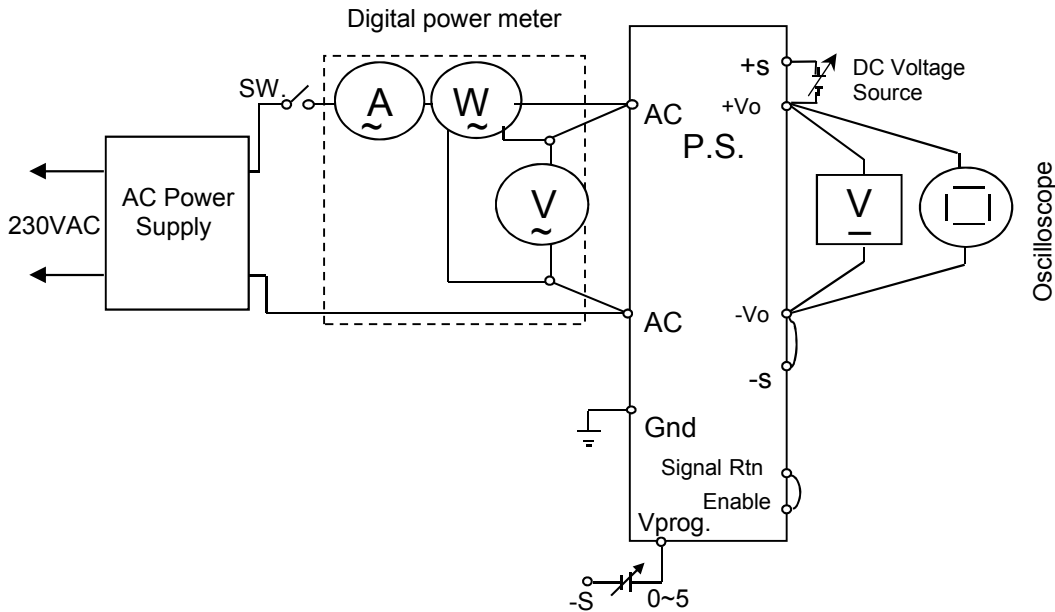 Digital power meter
SW.
A
~
W
~
V
~
AC Power
Supply
230VAC
AC
P.S.
AC
Gnd
+s
+Vo
DC Voltage
Source
V
Oscilloscope
-Vo
-s
Signal Rtn
Enable
Vprog.
-S
0~5